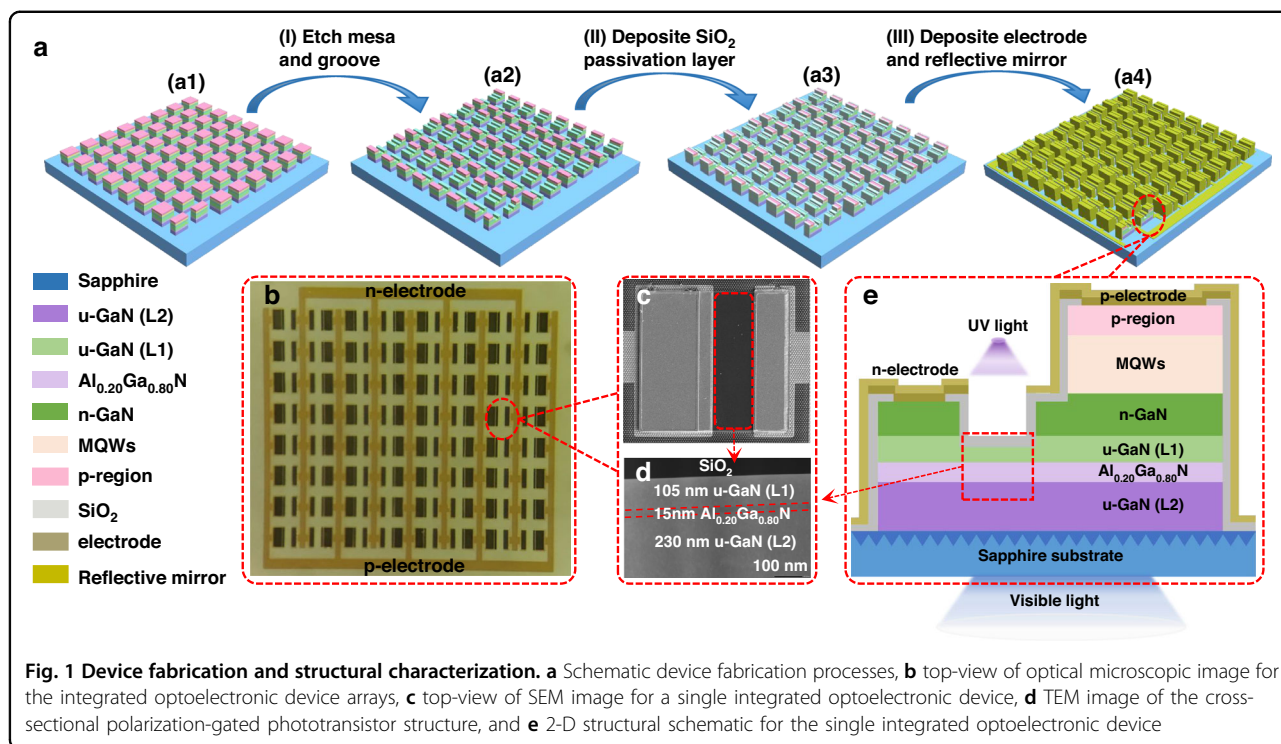 a
(I) Etch mesa
and groove
(II) Deposite SiO₂
passivation layer
(III) Deposite electrode
and reflective mirror
(a1)
(a2)
(a3)
(a4)
Sapphire
u-GaN (L2)
u-GaN (L1)
Al₀.₂₀Ga₀.₈₀N
n-GaN
MQWs
p-region
SiO₂
electrode
Reflective mirror
b
n-electrode
p-electrode
c
d
SiO₂
105 nm u-GaN (L1)
15nm Al₀.₂₀Ga₀.₈₀N
230 nm u-GaN (L2)
100 nm
e
UV light
n-electrode
p-electrode
p-region
MQWs
n-GaN
u-GaN (L1)
Al₀.₂₀Ga₀.₈₀N
u-GaN (L2)
Sapphire substrate
Visible light
Fig. 1 Device fabrication and structural characterization. a Schematic device fabrication processes, b top-view of optical microscopic image for
the integrated optoelectronic device arrays, c top-view of SEM image for a single integrated optoelectronic device, d TEM image of the cross-
sectional polarization-gated phototransistor structure, and e 2-D structural schematic for the single integrated optoelectronic device